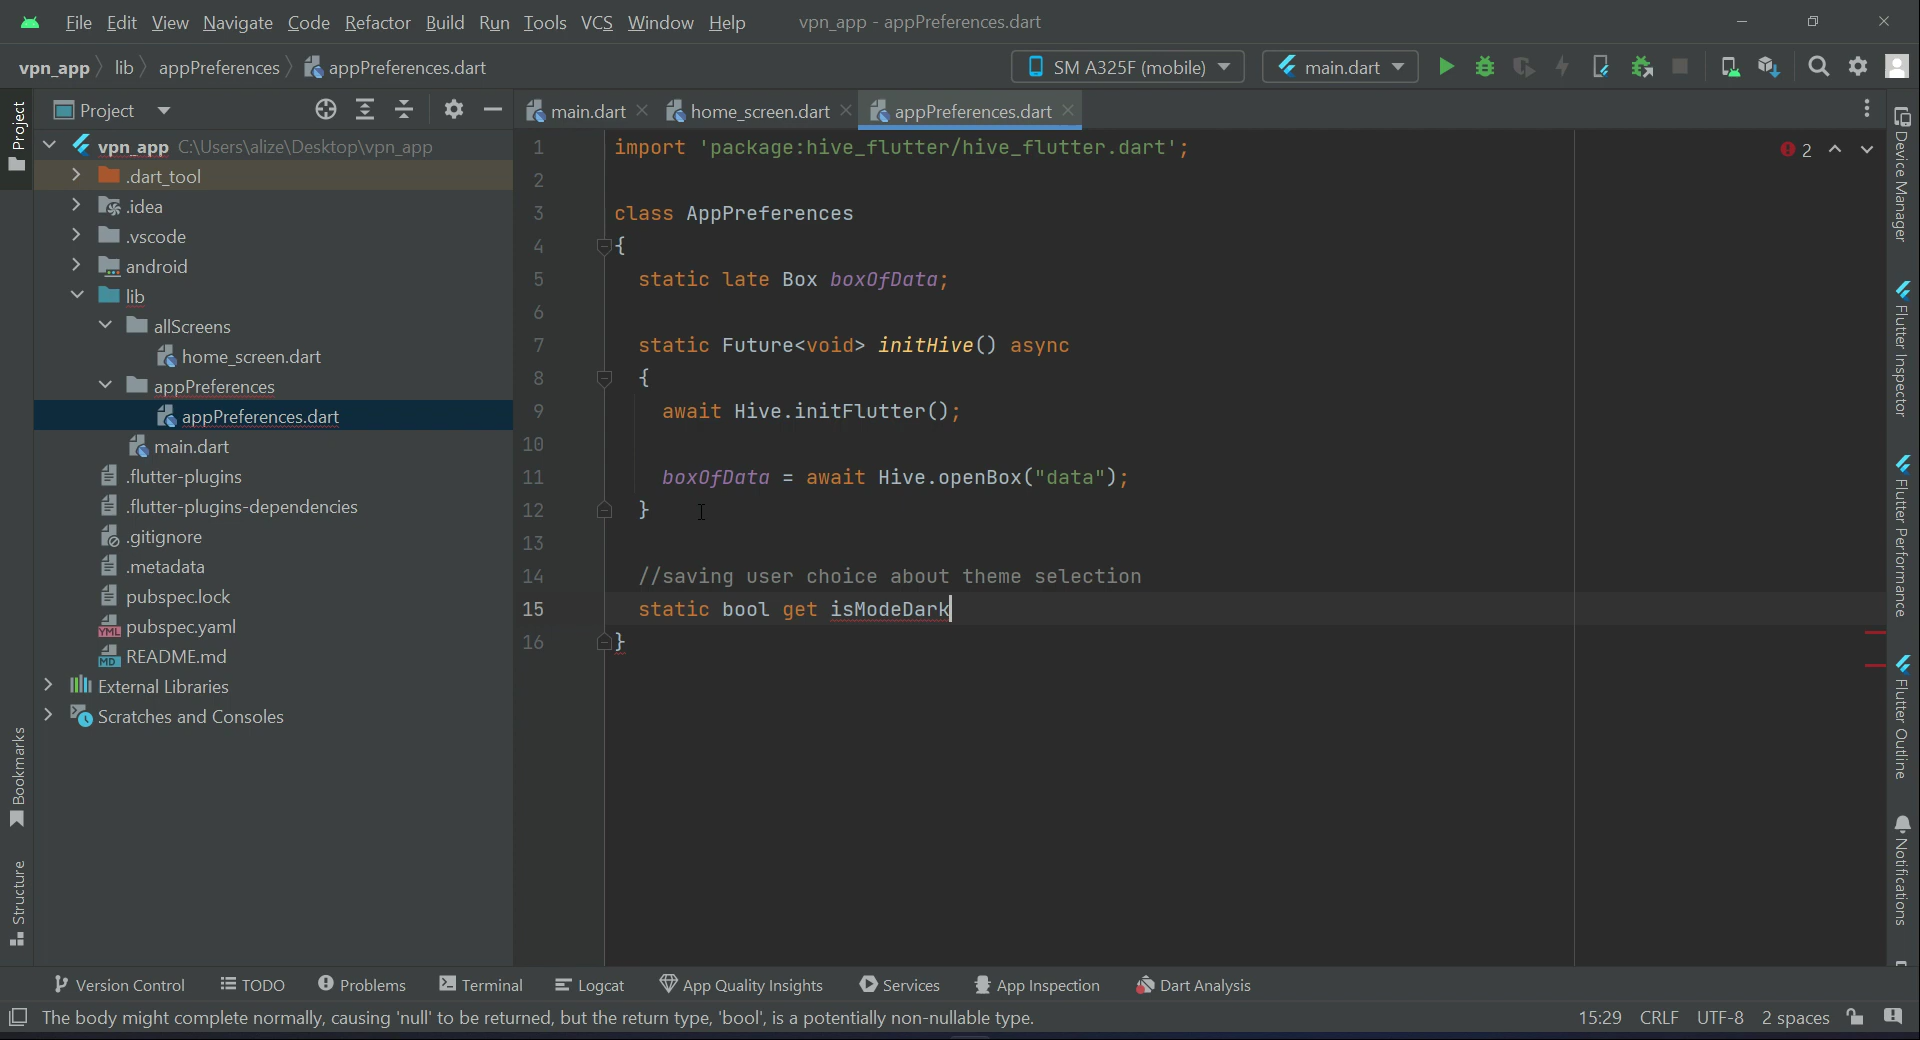 File Edit View Navigate Code Refactor Build Run Tools VCS Window Help vpn_app - appPreferences.dart
vpn_app lib appPreferences appPreferences.dart SM A325F (mobile) main.dart
Project
Project
main.dart home_screen.dart appPreferences.dart
vpn_app C:\Users\alize\Desktop\vpn_app
.dart_tool
.idea
.vscode
android
lib
allScreens
home_screen.dart
appPreferences
appPreferences.dart
main.dart
.flutter-plugins
.flutter-plugins-dependencies
.gitignore
.metadata
pubspec.lock
pubspec.yaml
README.md
External Libraries
Scratches and Consoles
Bookmarks
Structure
1 import 'package:hive_flutter/hive_flutter.dart';
2
3 class AppPreferences
4 {
5 static late Box boxOfData;
6
7 static Future<void> initHive() async
8 {
9 await Hive.initFlutter();
10
11 boxOfData = await Hive.openBox("data");
12 }
13
14 //saving user choice about theme selection
15 static bool get isModeDark
16 }
2
Device Manager
Flutter Inspector
Flutter Performance
Flutter Outline
Notifications
Version Control TODO Problems Terminal Logcat App Quality Insights Services App Inspection Dart Analysis
The body might complete normally, causing 'null' to be returned, but the return type, 'bool', is a potentially non-nullable type. 15:29 CRLF UTF-8 2 spaces